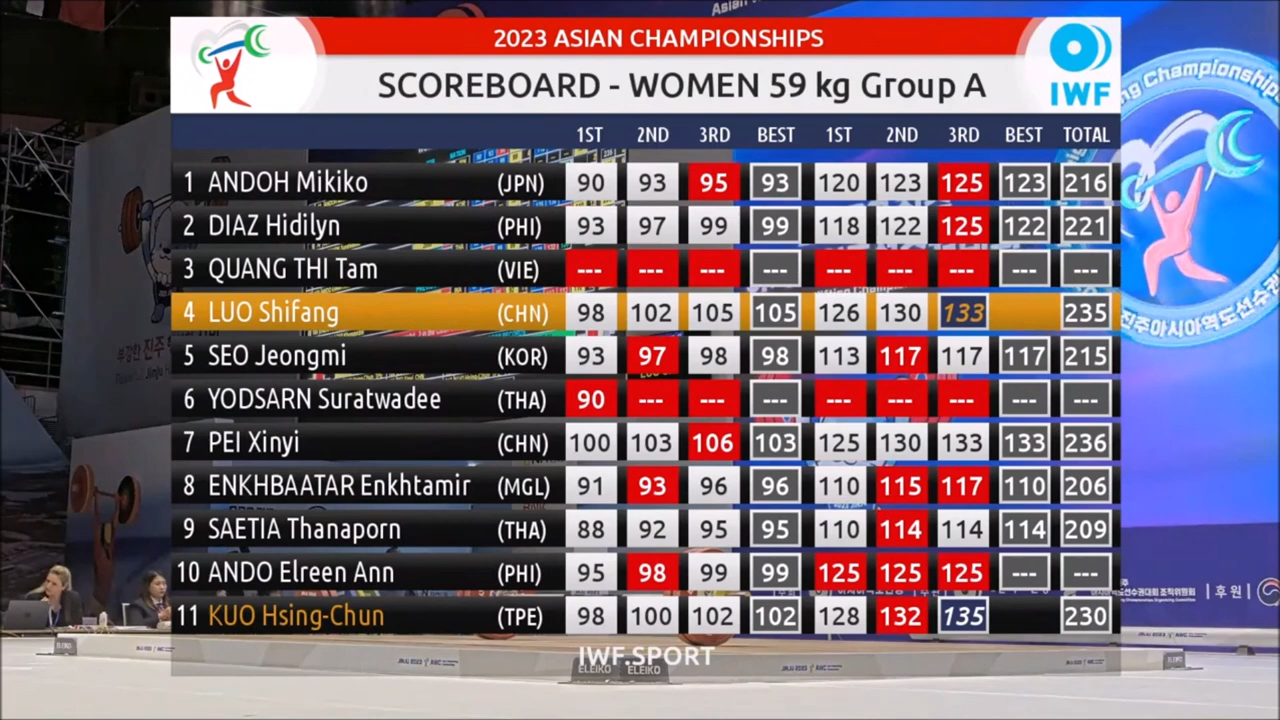 2023 ASIAN CHAMPIONSHIPS
SCOREBOARD - WOMEN 59 kg Group A
IWF
1ST 2ND 3RD BEST 1ST 2ND 3RD BEST TOTAL
1 ANDOH Mikiko (JPN) 90 93 95 93 120 123 125 123 216
2 DIAZ Hidilyn (PHI) 93 97 99 99 118 122 125 122 221
3 QUANG THI Tam (VIE) --- --- --- --- --- --- --- --- ---
4 LUO Shifang (CHN) 98 102 105 105 126 130 133 235
5 SEO Jeongmi (KOR) 93 97 98 98 113 117 117 117 215
6 YODSARN Suratwadee (THA) 90 --- --- --- --- --- --- --- ---
7 PEI Xinyi (CHN) 100 103 106 103 125 130 133 133 236
8 ENKHBAATAR Enkhtamir (MGL) 91 93 96 96 110 115 117 110 206
9 SAETIA Thanaporn (THA) 88 92 95 95 110 114 114 114 209
10 ANDO Elreen Ann (PHI) 95 98 99 99 125 125 125 --- ---
11 KUO Hsing-Chun (TPE) 98 100 102 102 128 132 135 230
IWF.SPORT
ELEIKO ELEIKO
후원